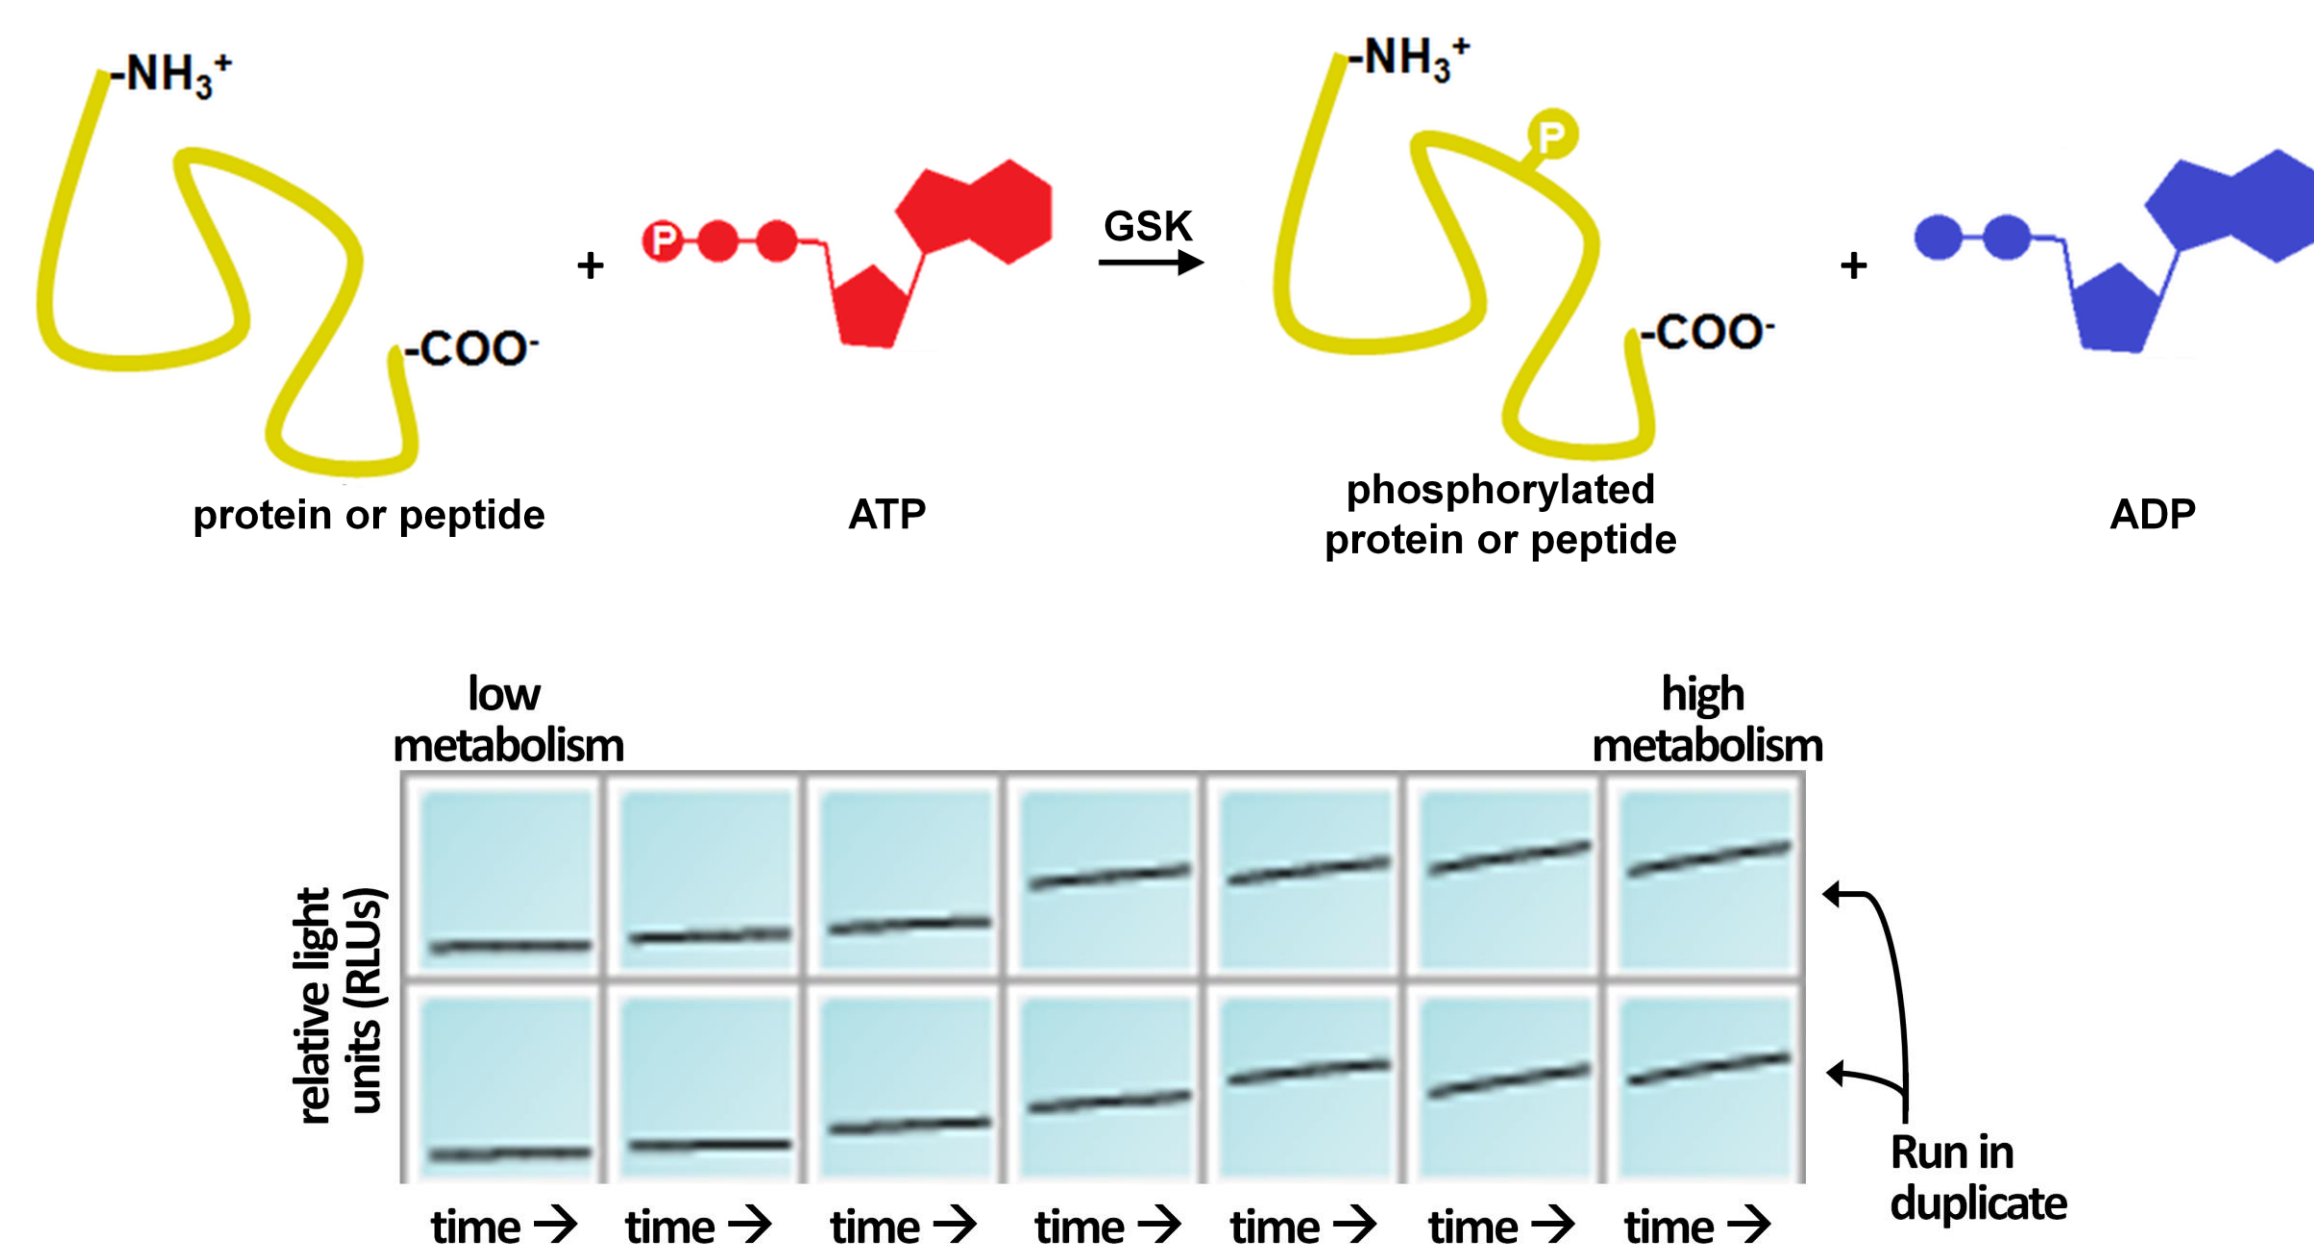 -NH₃⁺
-COO⁻
protein or peptide
+
P
ATP
GSK
-NH₃⁺
P
-COO⁻
phosphorylated
protein or peptide
+
ADP
low
metabolism
high
metabolism
relative light
units (RLUs)
time →
time →
time →
time →
time →
time →
time →
Run in
duplicate